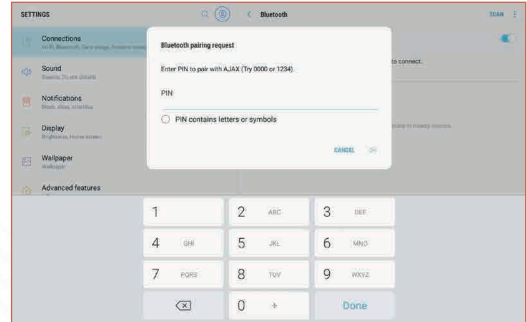 SETTINGS
Bluetooth
SCAN
Connections
Sound
Notifications
Display
Wallpaper
Wallpaper
Advanced features
to connect.
Bluetooth pairing request
Enter PIN to pair with AJAX (Try 0000 or 1234).
PIN
PIN contains letters or symbols
CANCEL OK
1 2 ABC 3 DEF
4 GHI 5 JKL 6 MNO
7 PQRS 8 TUV 9 WXYZ
0 + Done